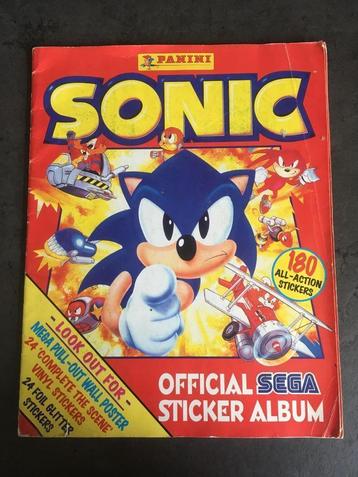 PANINI
SONIC
180
ALL-ACTION
STICKERS
- LOOK OUT FOR -
MEGA PULL-OUT WALL POSTER
24 'COMPLETE THE SCENE'
VINYL STICKERS
24 FOIL GLITTER
STICKERS
OFFICIAL SEGA
STICKER ALBUM